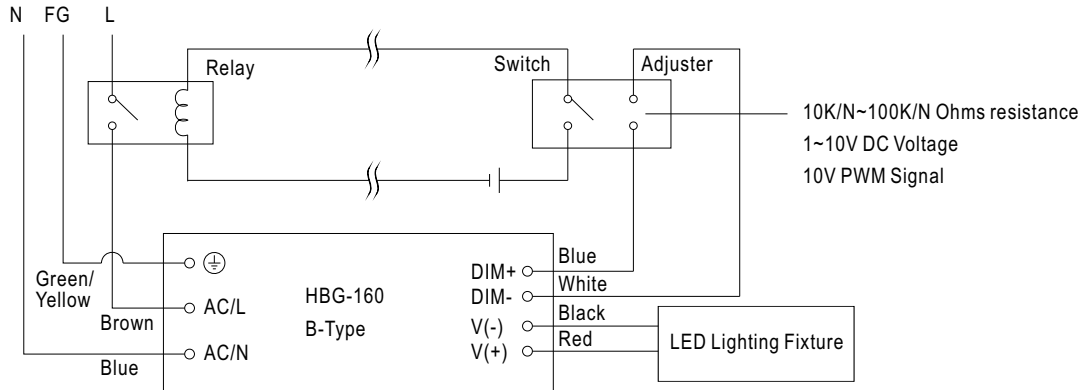 N FG L
Relay
Switch
Adjuster
10K/N~100K/N Ohms resistance
1~10V DC Voltage
10V PWM Signal
Green/
Yellow
Brown
Blue
AC/L
AC/N
HBG-160
B-Type
DIM+
DIM-
V(-)
V(+)
Blue
White
Black
Red
LED Lighting Fixture